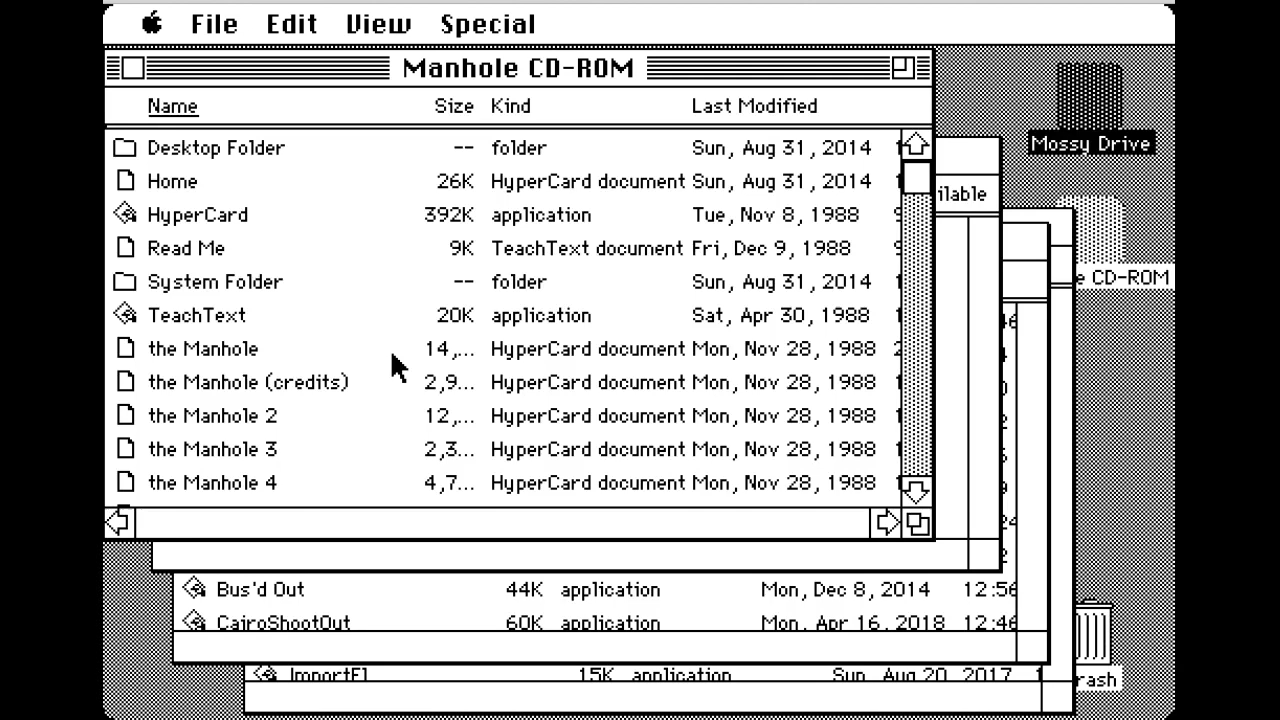 File Edit View Special
Manhole CD-ROM
Name Size Kind Last Modified
Desktop Folder -- folder Sun, Aug 31, 2014
Home 26K HyperCard document Sun, Aug 31, 2014
HyperCard 392K application Tue, Nov 8, 1988
Read Me 9K TeachText document Fri, Dec 9, 1988
System Folder -- folder Sun, Aug 31, 2014
TeachText 20K application Sat, Apr 30, 1988
the Manhole 14,... HyperCard document Mon, Nov 28, 1988
the Manhole (credits) 2,9... HyperCard document Mon, Nov 28, 1988
the Manhole 2 12,... HyperCard document Mon, Nov 28, 1988
the Manhole 3 2,3... HyperCard document Mon, Nov 28, 1988
the Manhole 4 4,7... HyperCard document Mon, Nov 28, 1988
Mossy Drive
ilable
e CD-ROM
Bus'd Out 44K application Mon, Dec 8, 2014 12:56
CairoShootOut 60K application Mon, Apr 16, 2018 12:46
ImportFl 15K application Sun, Aug 20, 2017
rash